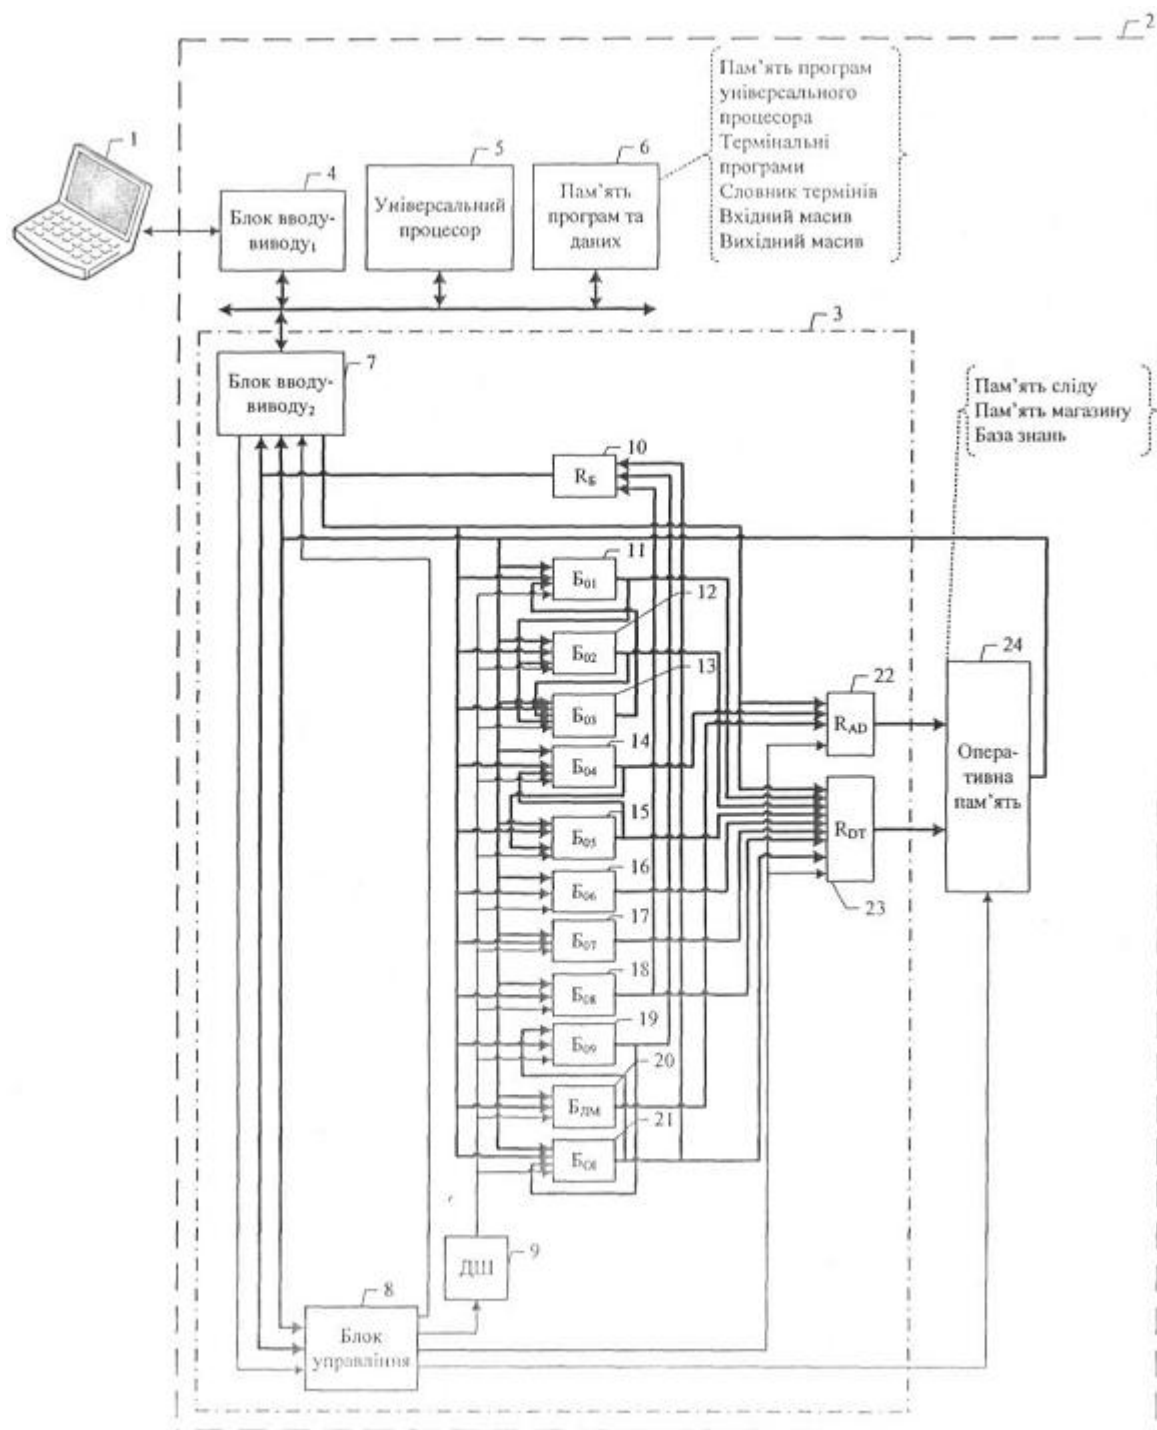 2
Пам’ять програм
універсального
процесора
Термінальні
програми
Словник термінів
Вхідний масив
Вихідний масив
1
4
Блок вводу-
виводу₁
5
Універсальний
процесор
6
Пам’ять
програм та
даних
3
7
Блок вводу-
виводу₂
Пам’ять сліду
Пам’ять магазину
База знань
10
R_Б
11
Б₀₁
12
Б₀₂
13
Б₀₃
14
Б₀₄
15
Б₀₅
16
Б₀₆
17
Б₀₇
18
Б₀₈
19
Б₀₉
20
Б_ЛМ
21
Б_ОІ
22
R_AD
R_DT
23
24
Опера-
тивна
пам’ять
9
ДШ
8
Блок
управління